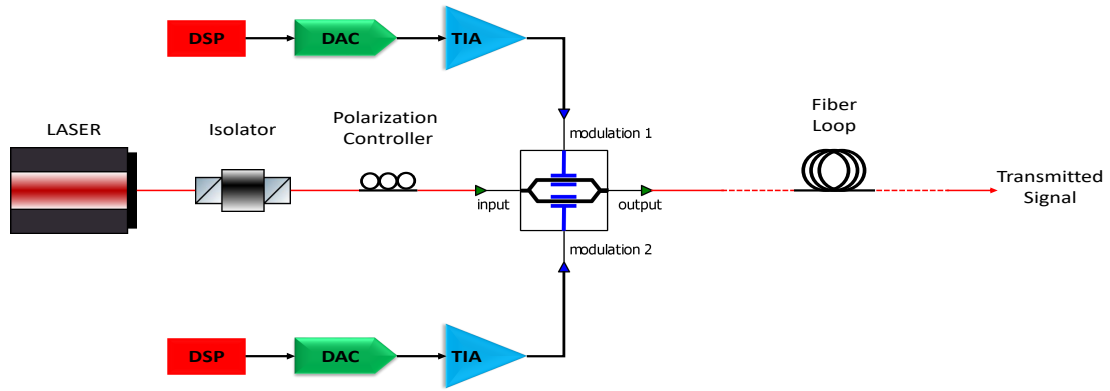 DSP
DAC
TIA
LASER
Isolator
Polarization
Controller
modulation 1
Fiber
Loop
input
output
Transmitted
Signal
modulation 2
DSP
DAC
TIA